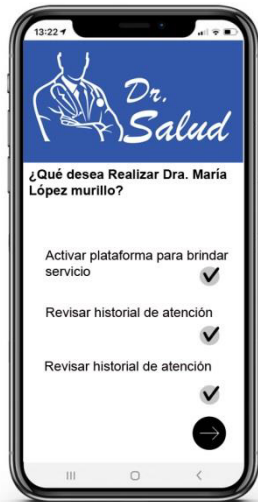 13:22
Dr.
Salud
¿Qué desea Realizar Dra. María
López murillo?
Activar plataforma para brindar
servicio
Revisar historial de atención
Revisar historial de atención